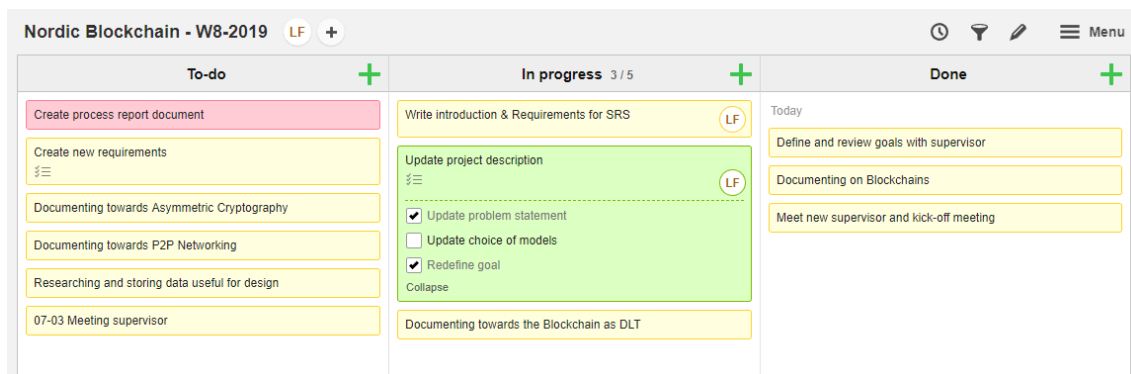 Nordic Blockchain - W8-2019 LF +
Menu
To-do
Create process report document
Create new requirements
Documenting towards Asymmetric Cryptography
Documenting towards P2P Networking
Researching and storing data useful for design
07-03 Meeting supervisor
In progress 3 / 5
Write introduction & Requirements for SRS
LF
Update project description
LF
Update problem statement
Update choice of models
Redefine goal
Collapse
Documenting towards the Blockchain as DLT
Done
Today
Define and review goals with supervisor
Documenting on Blockchains
Meet new supervisor and kick-off meeting